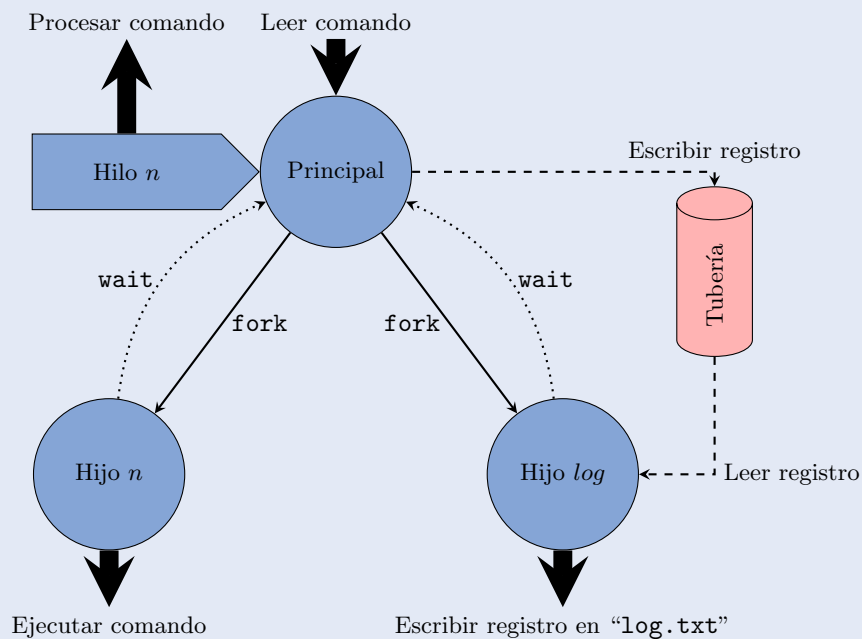 Procesar comando
Leer comando
Hilo n
Principal
Escribir registro
Tubería
wait
wait
fork
fork
Hijo n
Hijo log
Leer registro
Ejecutar comando
Escribir registro en “log.txt”